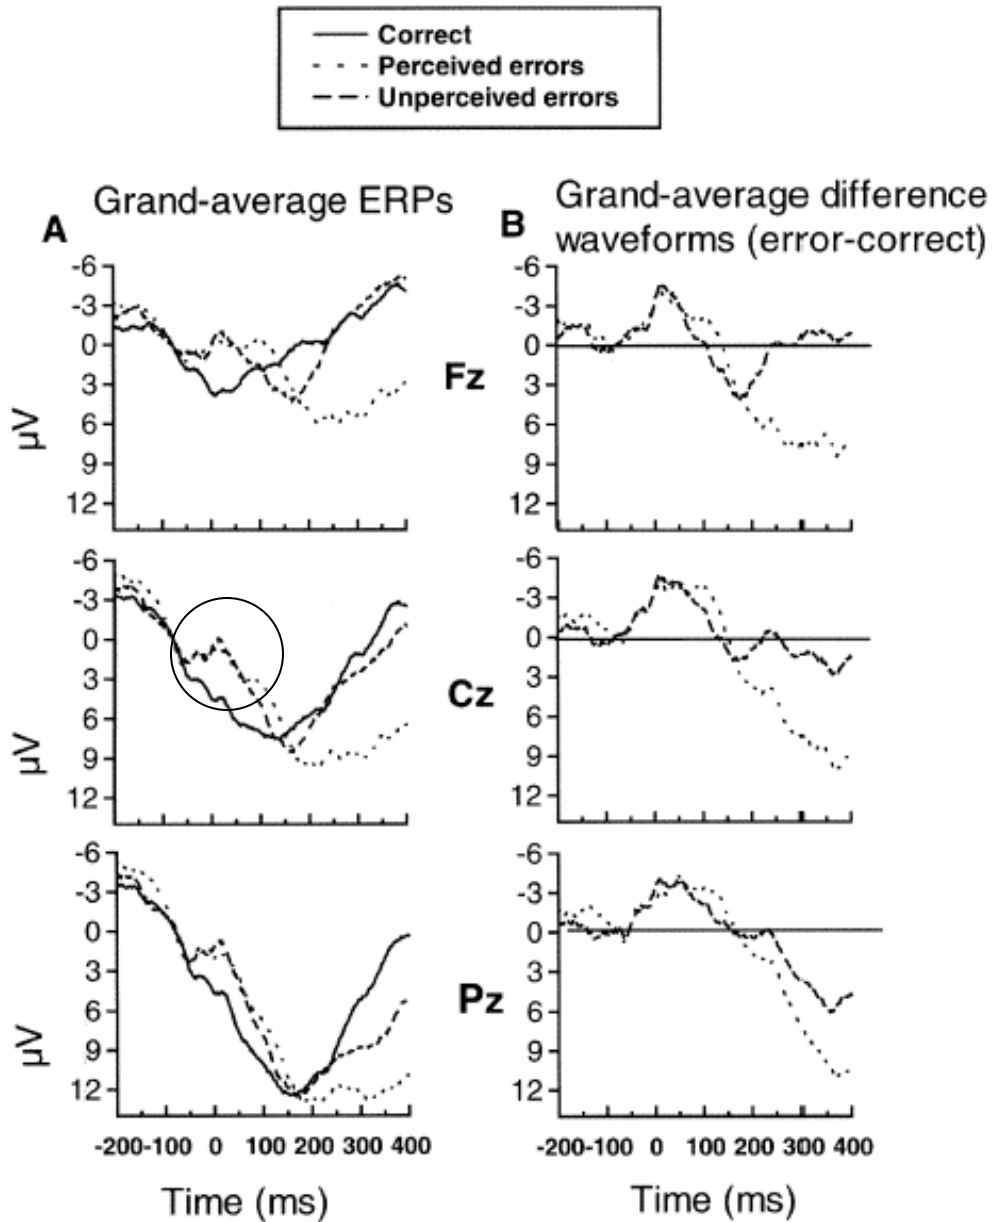 Correct
Perceived errors
Unperceived errors
Grand-average ERPs
A
Grand-average difference
waveforms (error-correct)
B
-6
-3
0
3
6
9
12
µV
Fz
-6
-3
0
3
6
9
12
-6
-3
0
3
6
9
12
µV
Cz
-6
-3
0
3
6
9
12
-6
-3
0
3
6
9
12
µV
Pz
-6
-3
0
3
6
9
12
-200 -100 0 100 200 300 400
Time (ms)
-200 -100 0 100 200 300 400
Time (ms)